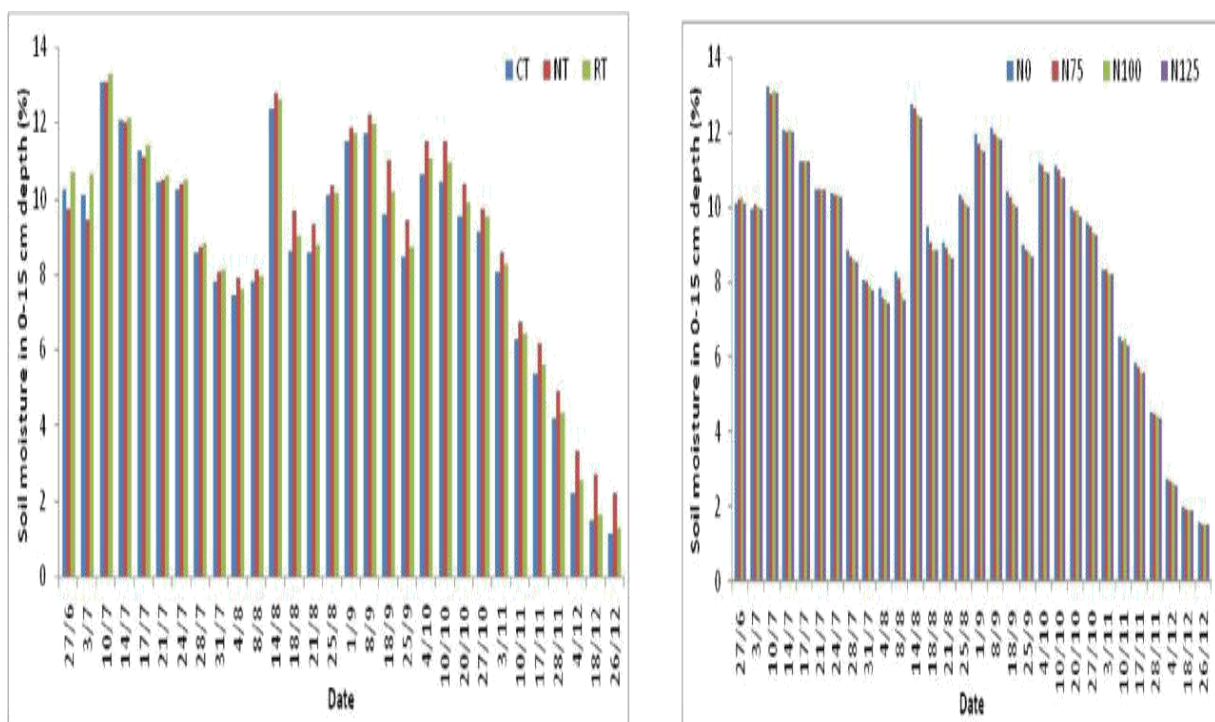 Soil moisture in 0-15 cm depth (%)
14
12
10
8
6
4
2
0
CT NT RT
27/6 3/7 10/7 14/7 17/7 21/7 24/7 28/7 31/7 4/8 8/8 14/8 18/8 21/8 25/8 1/9 8/9 18/9 25/9 4/10 10/10 20/10 27/10 3/11 10/11 17/11 28/11 4/12 18/12 26/12
Date
Soil moisture in 0-15 cm depth (%)
14
12
10
8
6
4
2
0
N0 N75 N100 N125
27/6 3/7 10/7 14/7 17/7 21/7 24/7 28/7 31/7 4/8 8/8 14/8 18/8 21/8 25/8 1/9 8/9 18/9 25/9 4/10 10/10 20/10 27/10 3/11 10/11 17/11 28/11 4/12 18/12 26/12
Date